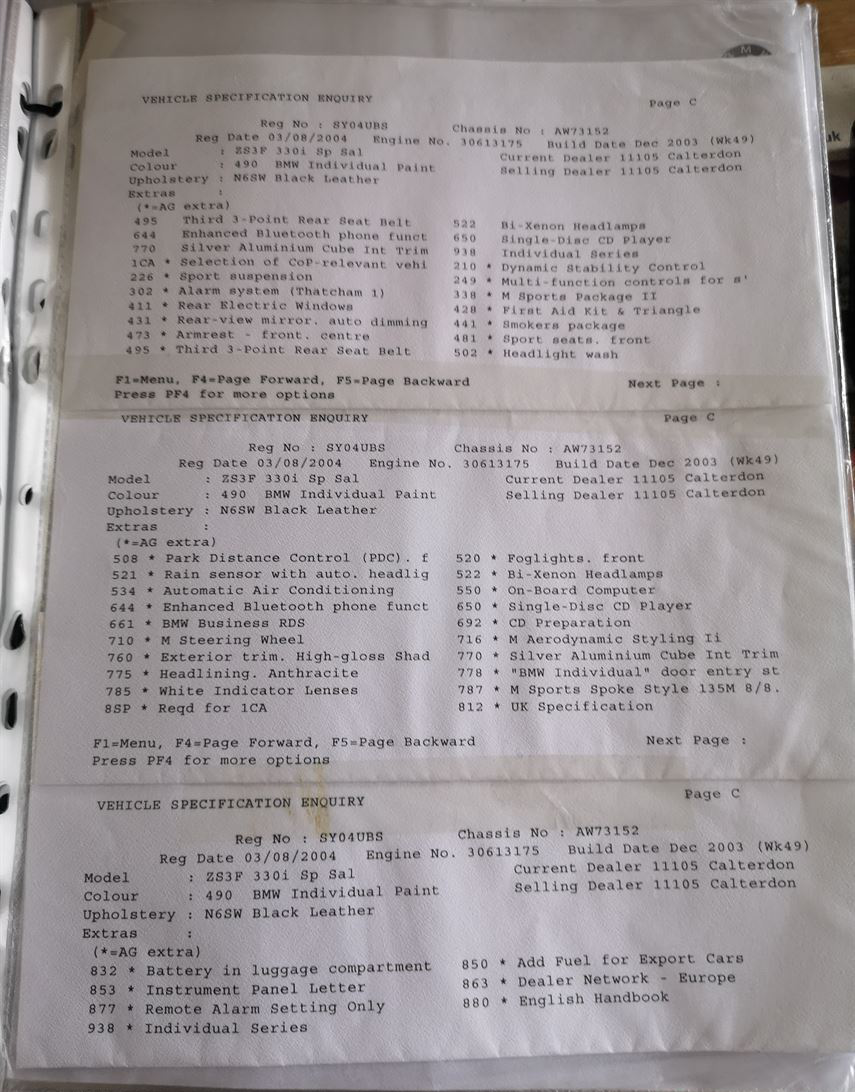 M
uk
VEHICLE SPECIFICATION ENQUIRY Page C
Reg No : SY04UBS Chassis No : AW73152
Reg Date 03/08/2004 Engine No. 30613175 Build Date Dec 2003 (Wk49)
Model : ZS3F 330i Sp Sal Current Dealer 11105 Calterdon
Colour : 490 BMW Individual Paint Selling Dealer 11105 Calterdon
Upholstery : N6SW Black Leather
Extras :
(*=AG extra)
495 Third 3-Point Rear Seat Belt 522 Bi-Xenon Headlamps
644 Enhanced Bluetooth phone funct 650 Single-Disc CD Player
770 Silver Aluminium Cube Int Trim 938 Individual Series
1CA * Selection of CoP-relevant vehi 210 * Dynamic Stability Control
226 * Sport suspension 249 * Multi-function controls for s'
302 * Alarm system (Thatcham 1) 338 * M Sports Package II
411 * Rear Electric Windows 428 * First Aid Kit & Triangle
431 * Rear-view mirror. auto dimming 441 * Smokers package
473 * Armrest - front. centre 481 * Sport seats. front
495 * Third 3-Point Rear Seat Belt 502 * Headlight wash
F1=Menu, F4=Page Forward, F5=Page Backward Next Page :
Press PF4 for more options
VEHICLE SPECIFICATION ENQUIRY Page C
Reg No : SY04UBS Chassis No : AW73152
Reg Date 03/08/2004 Engine No. 30613175 Build Date Dec 2003 (Wk49)
Model : ZS3F 330i Sp Sal Current Dealer 11105 Calterdon
Colour : 490 BMW Individual Paint Selling Dealer 11105 Calterdon
Upholstery : N6SW Black Leather
Extras :
(*=AG extra)
508 * Park Distance Control (PDC). f 520 * Foglights. front
521 * Rain sensor with auto. headlig 522 * Bi-Xenon Headlamps
534 * Automatic Air Conditioning 550 * On-Board Computer
644 * Enhanced Bluetooth phone funct 650 * Single-Disc CD Player
661 * BMW Business RDS 692 * CD Preparation
710 * M Steering Wheel 716 * M Aerodynamic Styling Ii
760 * Exterior trim. High-gloss Shad 770 * Silver Aluminium Cube Int Trim
775 * Headlining. Anthracite 778 * "BMW Individual" door entry st
785 * White Indicator Lenses 787 * M Sports Spoke Style 135M 8/8.
8SP * Reqd for 1CA 812 * UK Specification
F1=Menu, F4=Page Forward, F5=Page Backward Next Page :
Press PF4 for more options
VEHICLE SPECIFICATION ENQUIRY Page C
Reg No : SY04UBS Chassis No : AW73152
Reg Date 03/08/2004 Engine No. 30613175 Build Date Dec 2003 (Wk49)
Model : ZS3F 330i Sp Sal Current Dealer 11105 Calterdon
Colour : 490 BMW Individual Paint Selling Dealer 11105 Calterdon
Upholstery : N6SW Black Leather
Extras :
(*=AG extra)
832 * Battery in luggage compartment 850 * Add Fuel for Export Cars
853 * Instrument Panel Letter 863 * Dealer Network - Europe
877 * Remote Alarm Setting Only 880 * English Handbook
938 * Individual Series